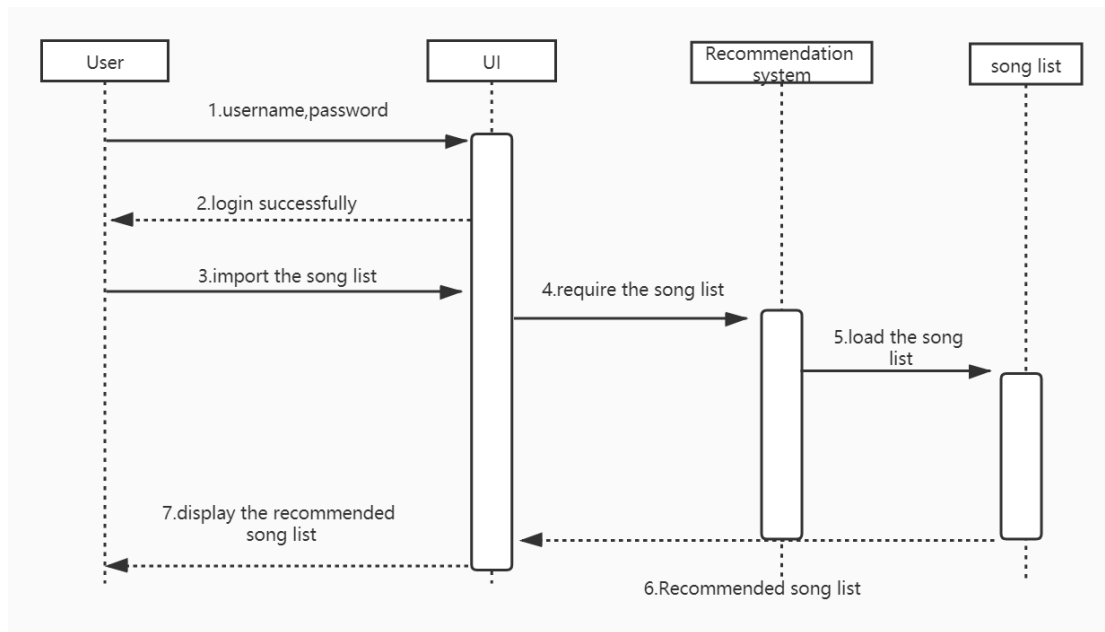 User
UI
Recommendation
system
song list
1.username,password
2.login successfully
3.import the song list
4.require the song list
5.load the song
list
7.display the recommended
song list
6.Recommended song list